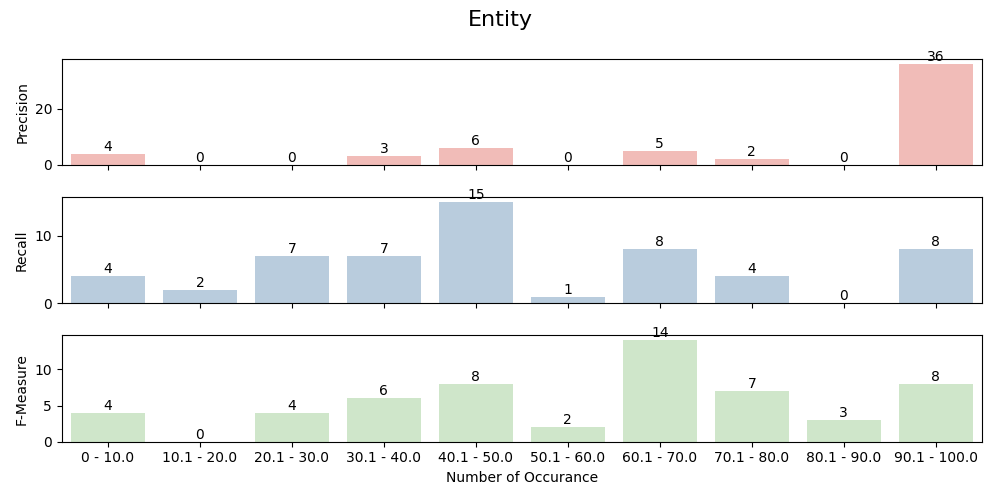 Entity
Precision
20
0
4 0 0 3 6 0 5 2 0 36
Recall
10
0
4 2 7 7 15 1 8 4 0 8
F-Measure
10
5
0
4 0 4 6 8 2 14 7 3 8
0 - 10.0 10.1 - 20.0 20.1 - 30.0 30.1 - 40.0 40.1 - 50.0 50.1 - 60.0 60.1 - 70.0 70.1 - 80.0 80.1 - 90.0 90.1 - 100.0
Number of Occurance